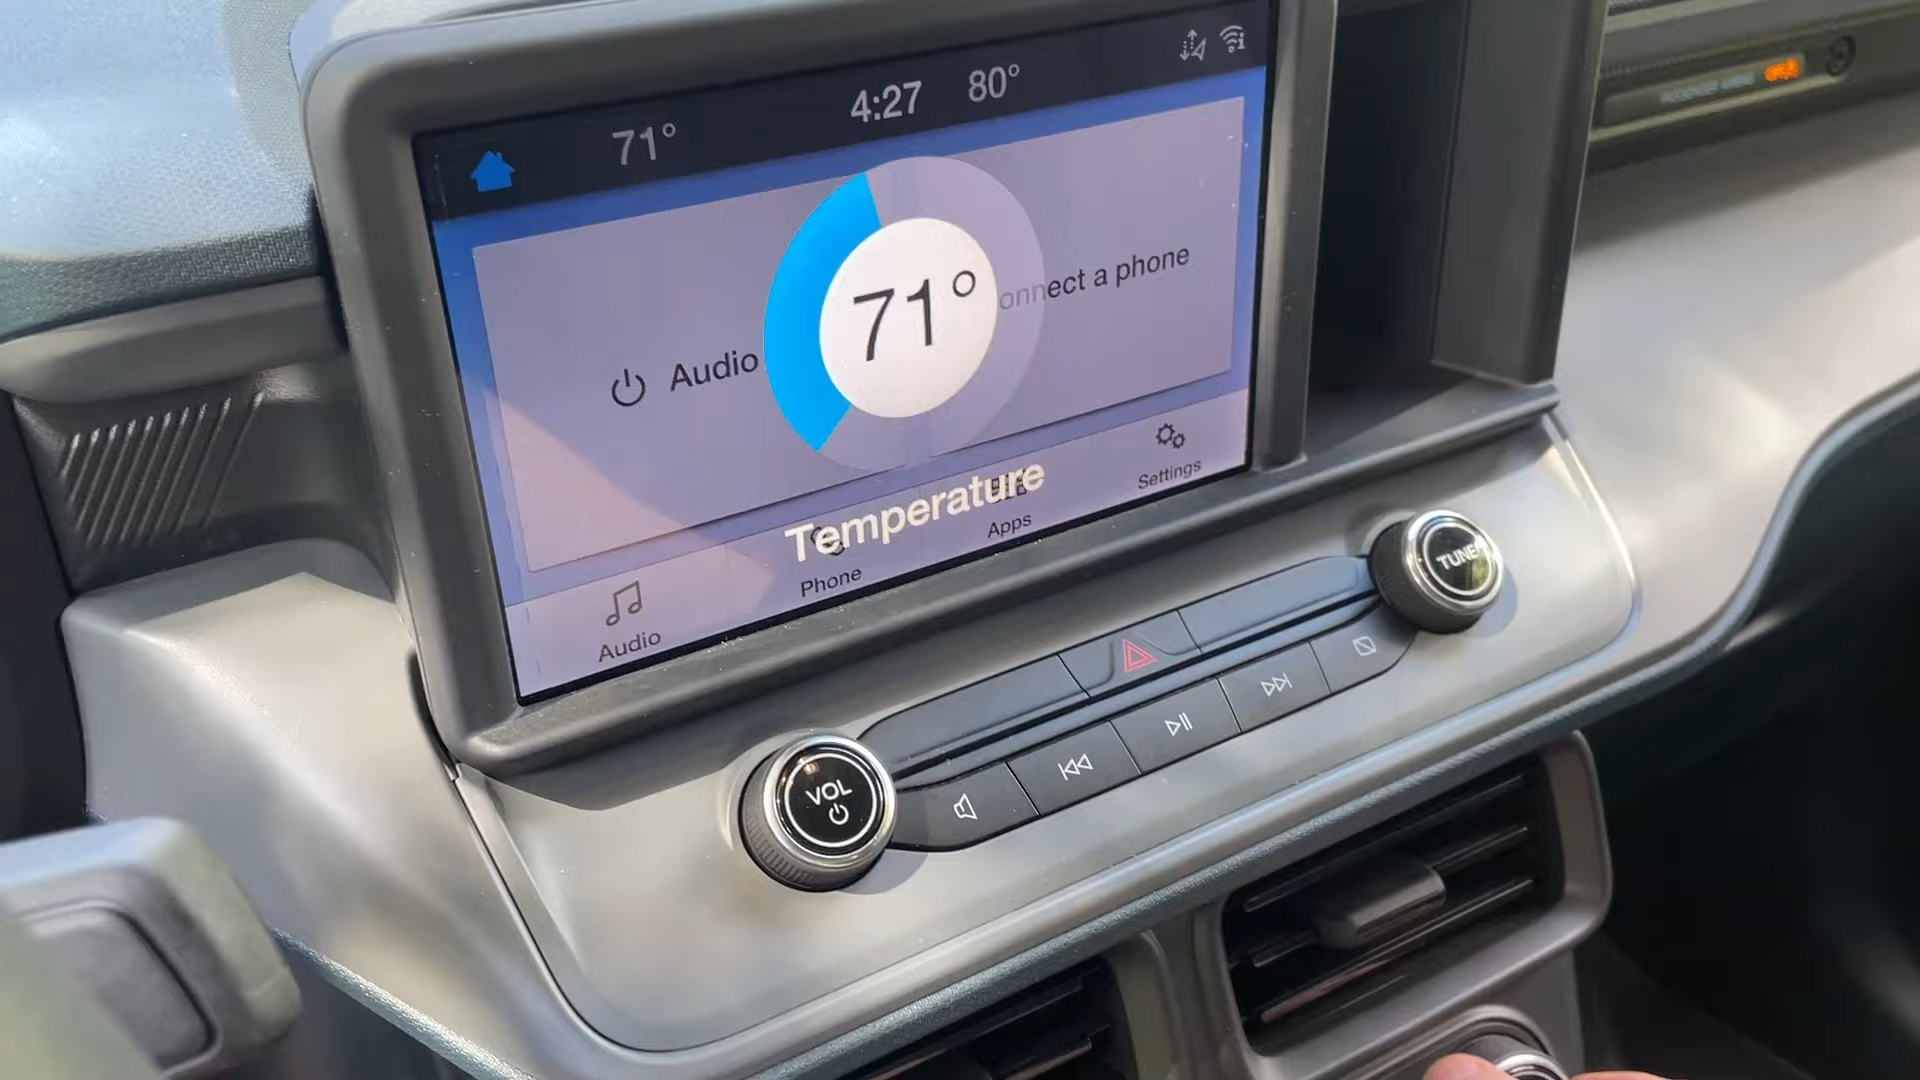 71°
4:27
80°
71°
Audio
onnect a phone
Temperature
Audio
Phone
Apps
Settings
VOL
TUNE